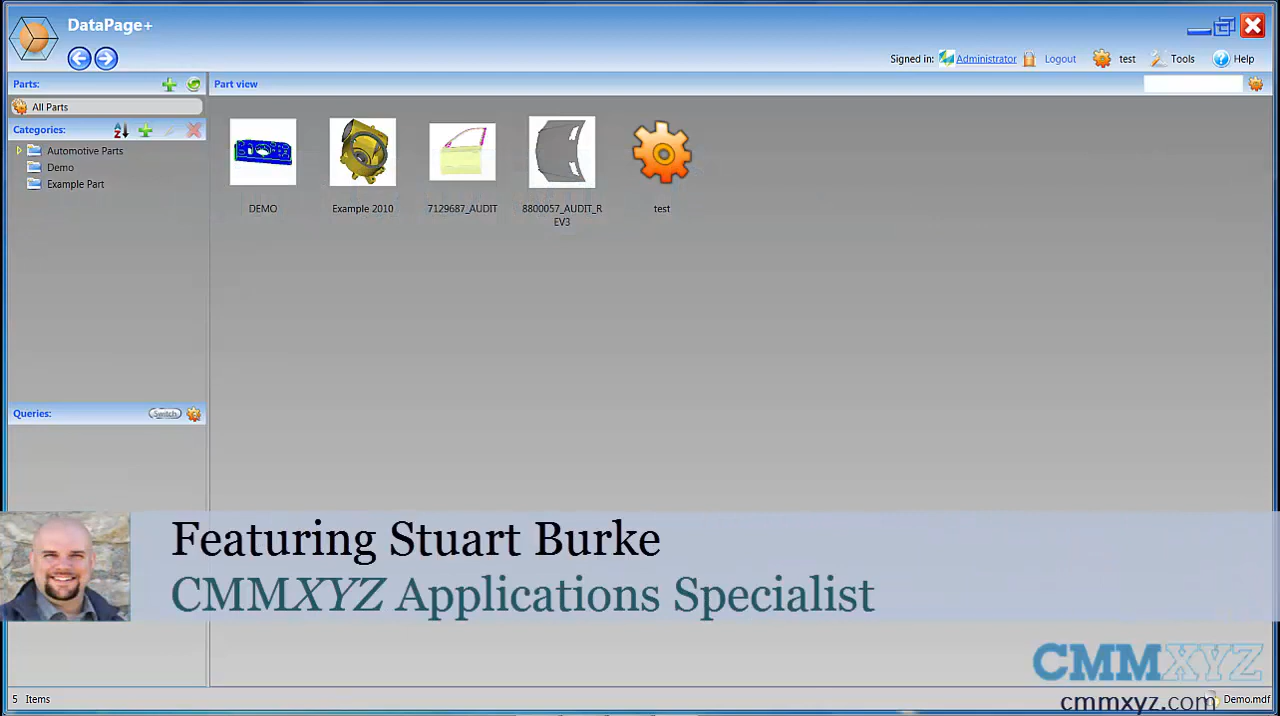 DataPage+
Signed in: Administrator Logout test Tools Help
Parts:
Part view
All Parts
Categories:
Automotive Parts
Demo
Example Part
DEMO
Example 2010
7129687_AUDIT
8800057_AUDIT_R
EV3
test
Queries:
Switch
Featuring Stuart Burke
CMMXYZ Applications Specialist
CMMXYZ
cmmxyz.com
5 Items
Demo.mdf